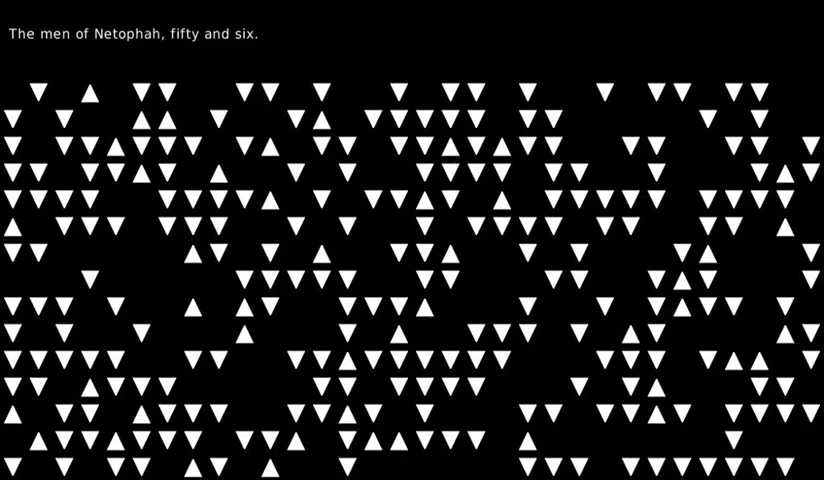 The men of Netophah, fifty and six.